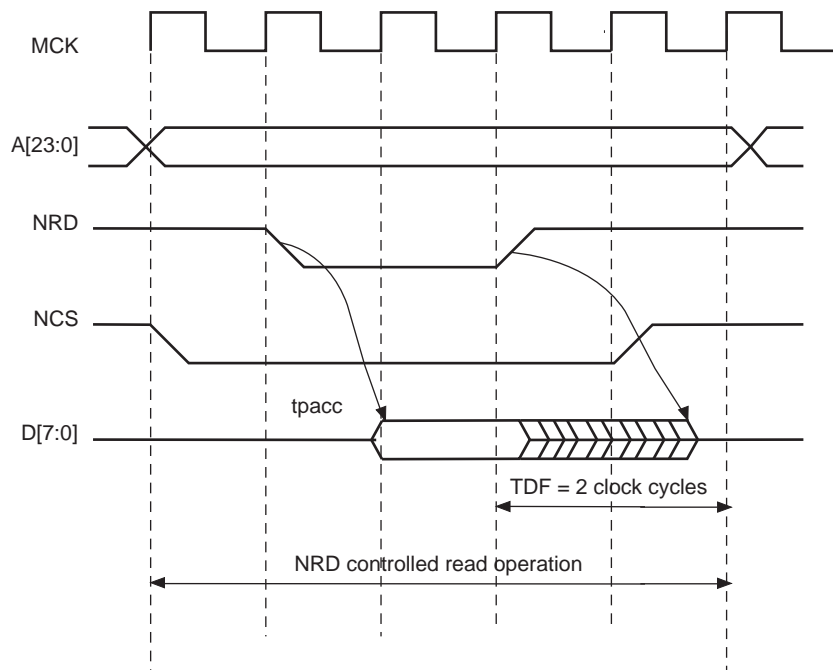 MCK
A[23:0]
NRD
NCS
tpacc
D[7:0]
TDF = 2 clock cycles
NRD controlled read operation